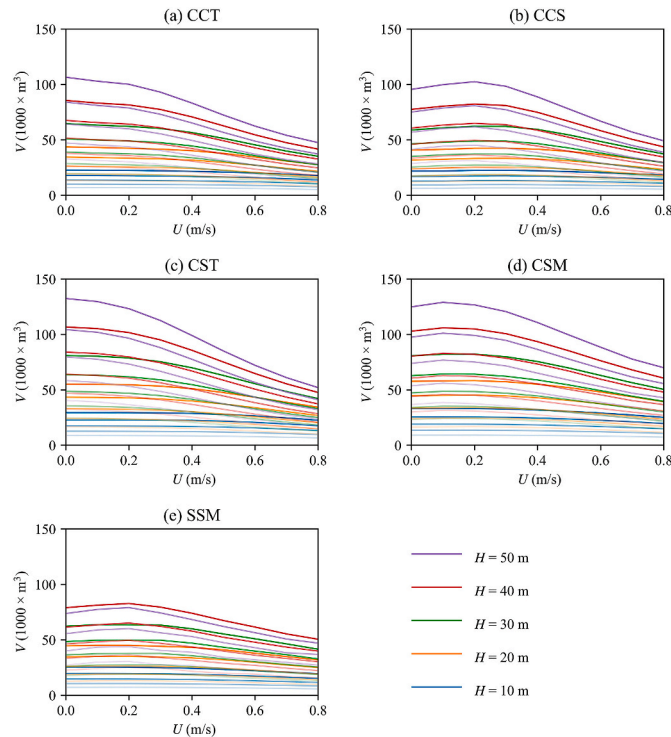 (a) CCT
150
100
50
0
V (1000 × m³)
0.0 0.2 0.4 0.6 0.8
U (m/s)
(b) CCS
150
100
50
0
V (1000 × m³)
0.0 0.2 0.4 0.6 0.8
U (m/s)
(c) CST
150
100
50
0
V (1000 × m³)
0.0 0.2 0.4 0.6 0.8
U (m/s)
(d) CSM
150
100
50
0
V (1000 × m³)
0.0 0.2 0.4 0.6 0.8
U (m/s)
(e) SSM
150
100
50
0
V (1000 × m³)
0.0 0.2 0.4 0.6 0.8
U (m/s)
H = 50 m
H = 40 m
H = 30 m
H = 20 m
H = 10 m